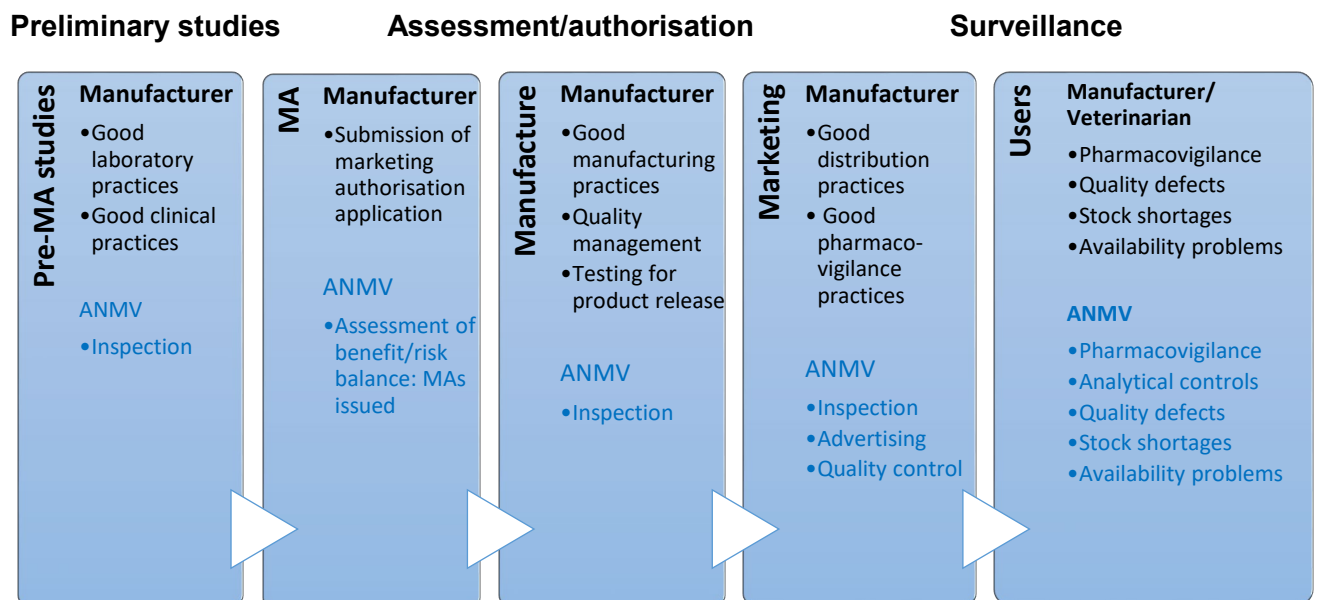 Preliminary studies
Assessment/authorisation
Surveillance
Pre-MA studies
Manufacturer
•Good
laboratory
practices
•Good clinical
practices
ANMV
•Inspection
MA
Manufacturer
•Submission of
marketing
authorisation
application
ANMV
•Assessment of
benefit/risk
balance: MAs
issued
Manufacture
Manufacturer
•Good
manufacturing
practices
•Quality
management
•Testing for
product release
ANMV
•Inspection
Marketing
Manufacturer
•Good
distribution
practices
• Good
pharmaco-
vigilance
practices
ANMV
•Inspection
•Advertising
•Quality control
Users
Manufacturer/
Veterinarian
•Pharmacovigilance
•Quality defects
•Stock shortages
•Availability problems
ANMV
•Pharmacovigilance
•Analytical controls
•Quality defects
•Stock shortages
•Availability problems